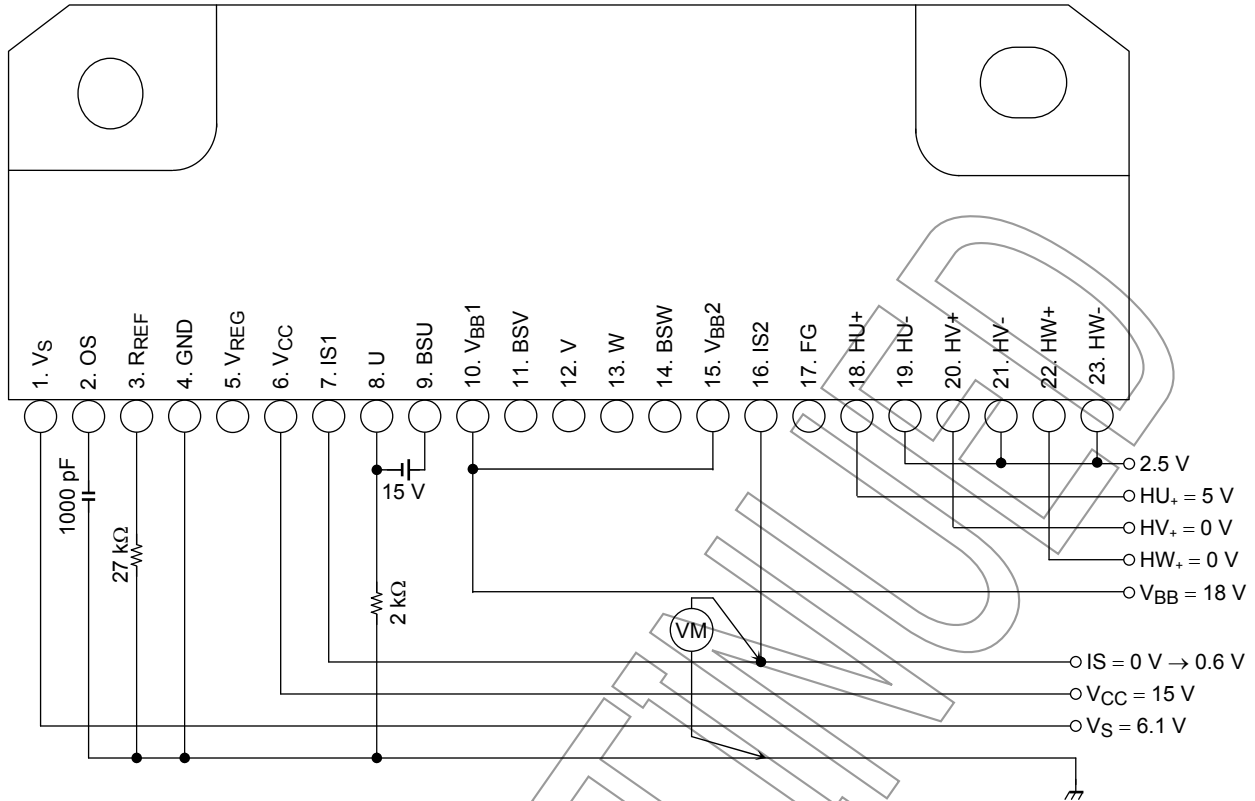 1. VS
2. OS
3. RREF
4. GND
5. VREG
6. VCC
7. IS1
8. U
9. BSU
10. VBB1
11. BSV
12. V
13. W
14. BSW
15. VBB2
16. IS2
17. FG
18. HU+
19. HU-
20. HV+
21. HV-
22. HW+
23. HW-
1000 pF
27 kΩ
15 V
2 kΩ
VM
2.5 V
HU+ = 5 V
HV+ = 0 V
HW+ = 0 V
VBB = 18 V
IS = 0 V → 0.6 V
VCC = 15 V
VS = 6.1 V